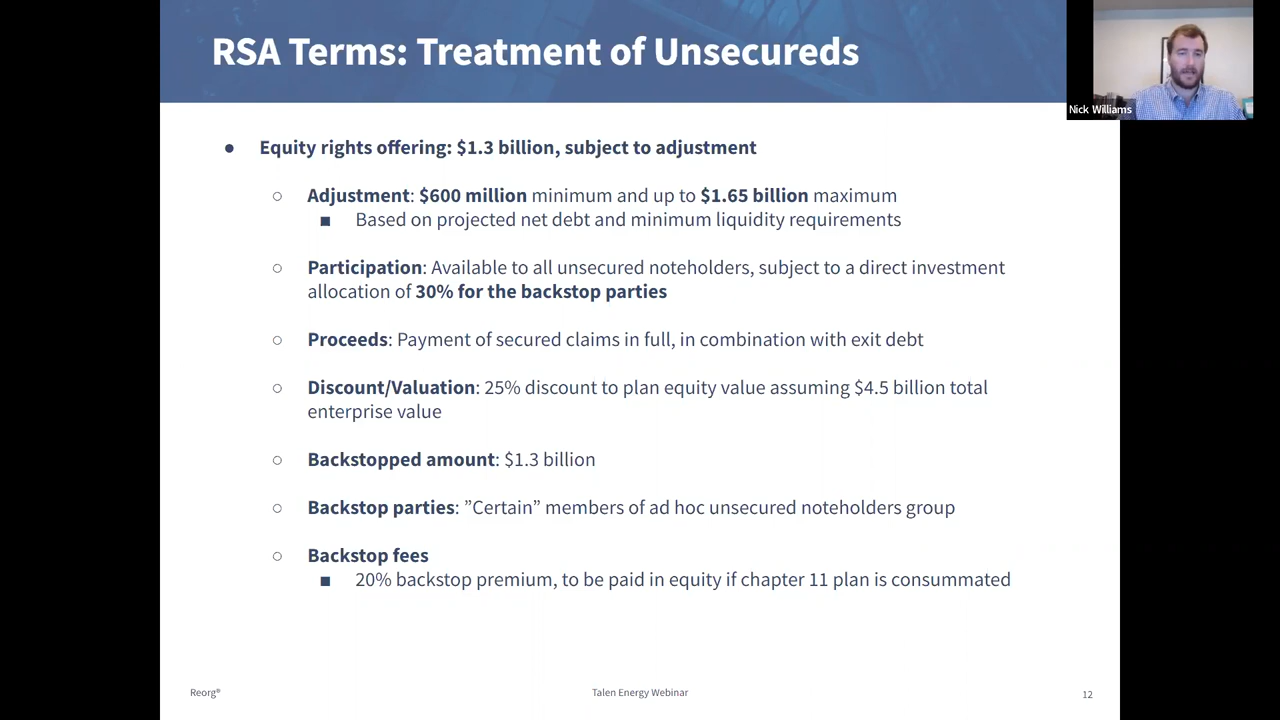 RSA Terms: Treatment of Unsecureds
Nick Williams
● Equity rights offering: $1.3 billion, subject to adjustment
○ Adjustment: $600 million minimum and up to $1.65 billion maximum
■ Based on projected net debt and minimum liquidity requirements
○ Participation: Available to all unsecured noteholders, subject to a direct investment
allocation of 30% for the backstop parties
○ Proceeds: Payment of secured claims in full, in combination with exit debt
○ Discount/Valuation: 25% discount to plan equity value assuming $4.5 billion total
enterprise value
○ Backstopped amount: $1.3 billion
○ Backstop parties: ”Certain” members of ad hoc unsecured noteholders group
○ Backstop fees
■ 20% backstop premium, to be paid in equity if chapter 11 plan is consummated
Reorg®
Talen Energy Webinar
12